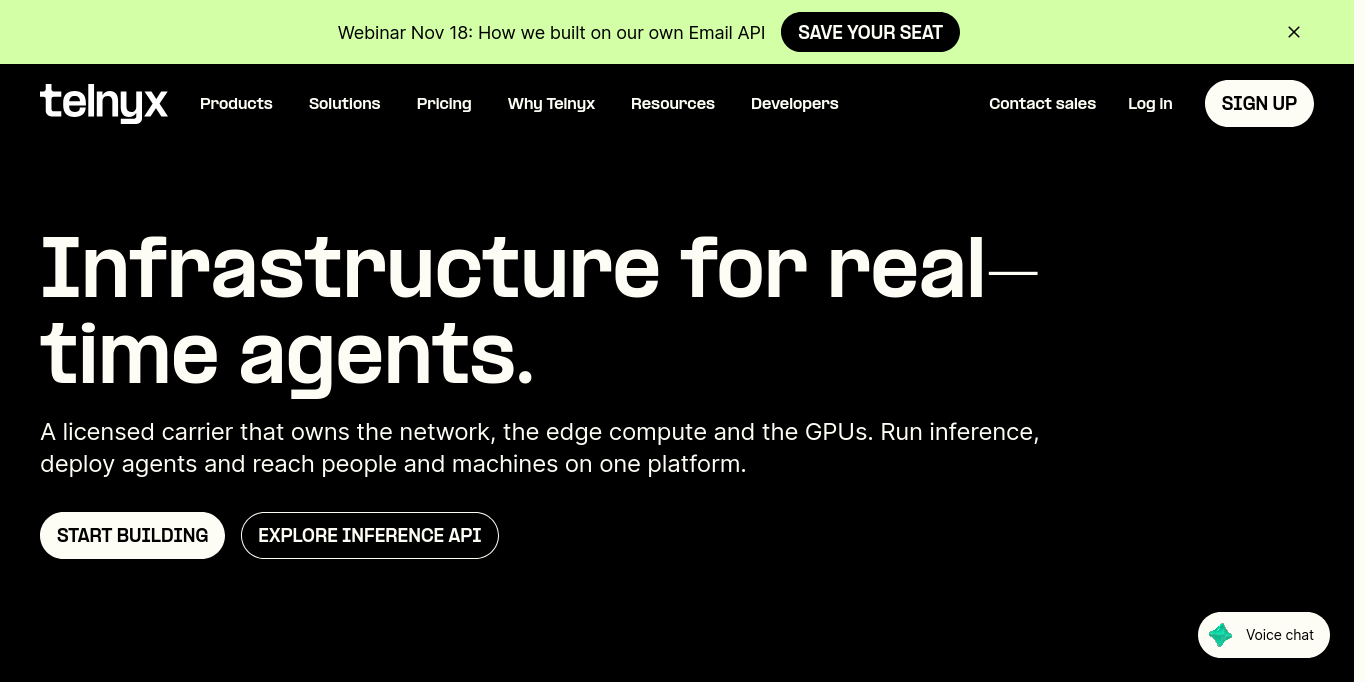 Webinar Nov 18: How we built on our own Email API
SAVE YOUR SEAT
telnyx
Products
Solutions
Pricing
Why Telnyx
Resources
Developers
Contact sales
Log in
SIGN UP
Infrastructure for real-
time agents.
A licensed carrier that owns the network, the edge compute and the GPUs. Run inference,
deploy agents and reach people and machines on one platform.
START BUILDING
EXPLORE INFERENCE API
Voice chat